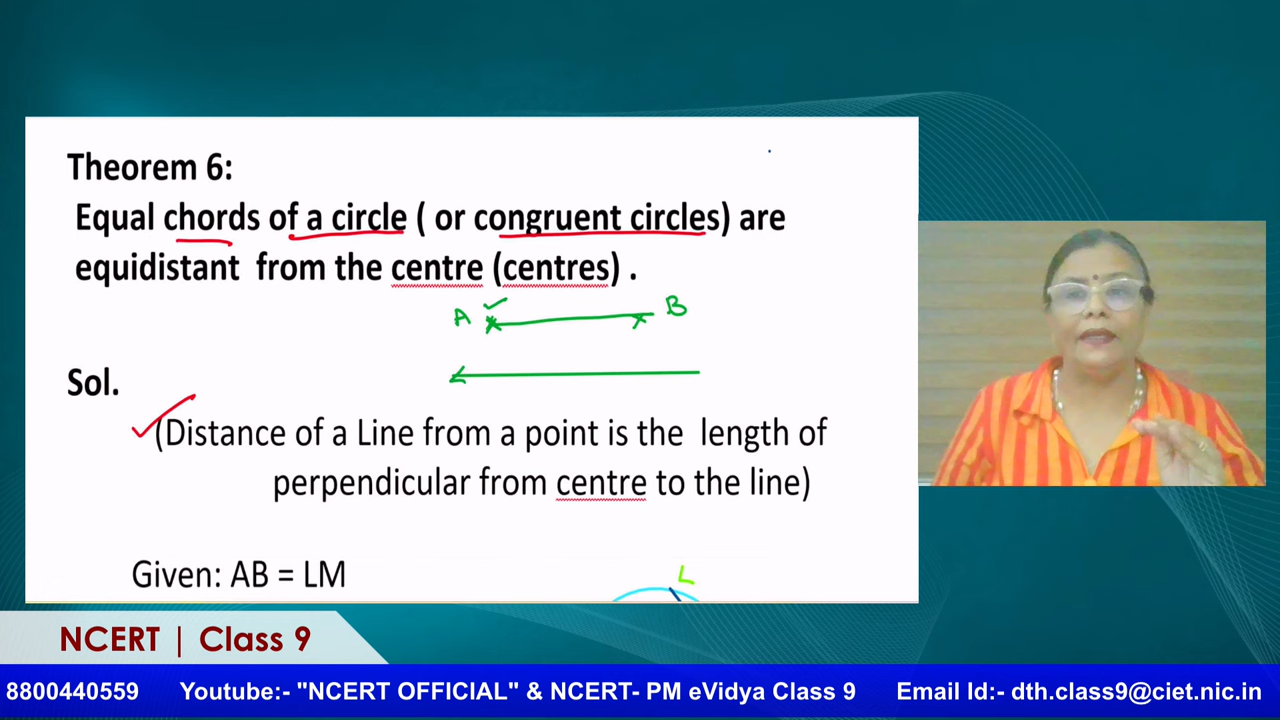 Theorem 6:
Equal chords of a circle ( or congruent circles) are
equidistant from the centre (centres) .
A B
Sol.
(Distance of a Line from a point is the length of
perpendicular from centre to the line)
Given: AB = LM
L
NCERT | Class 9
8800440559 Youtube:- "NCERT OFFICIAL" & NCERT- PM eVidya Class 9 Email Id:- dth.class9@ciet.nic.in